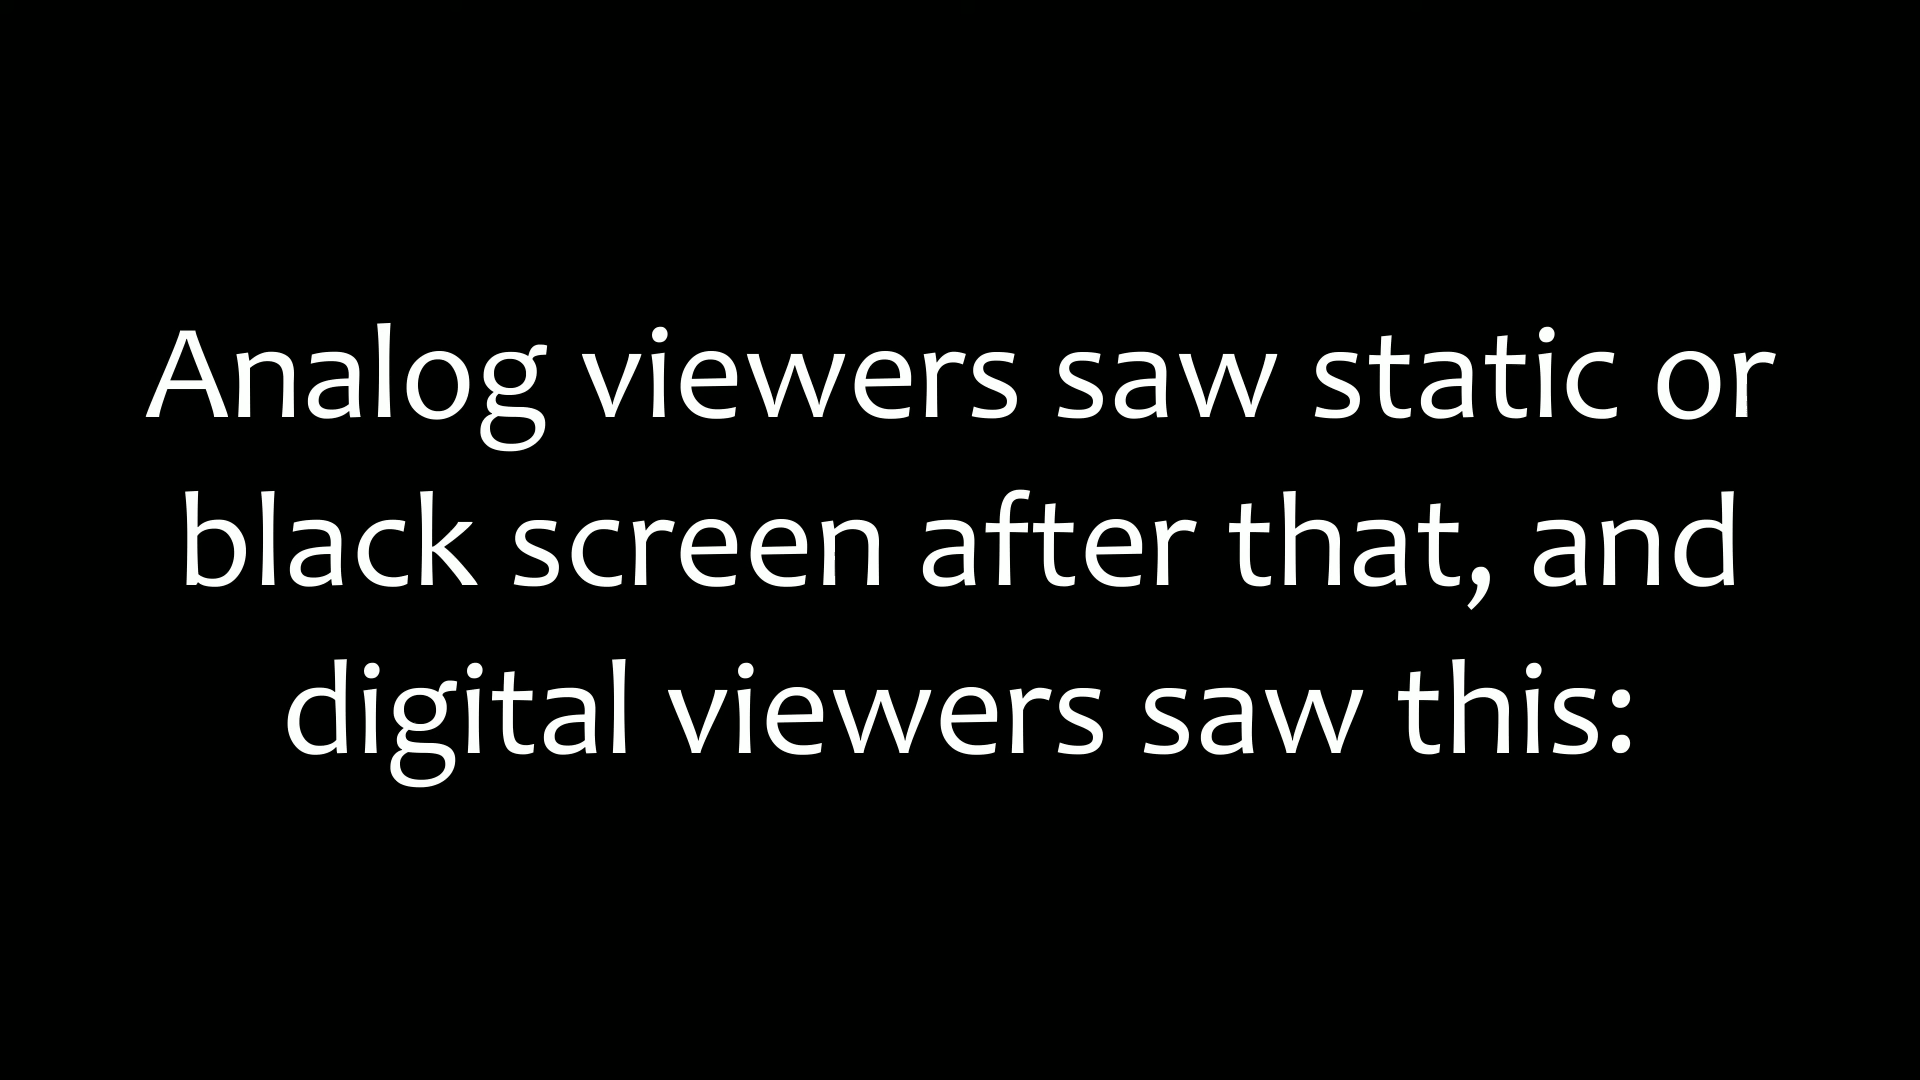 Analog viewers saw static or
black screen after that, and
digital viewers saw this: